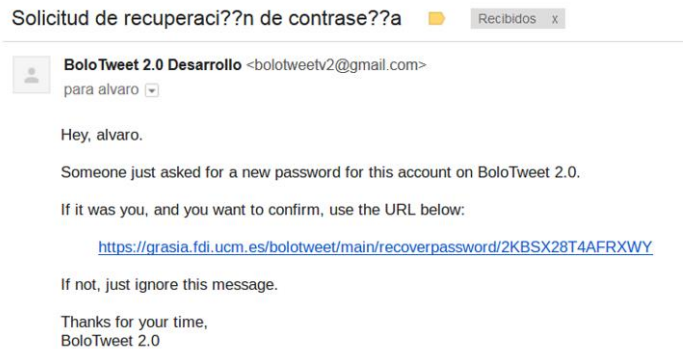 Solicitud de recuperaci??n de contrase??a Recibidos x
BoloTweet 2.0 Desarrollo <bolotweetv2@gmail.com>
para alvaro
Hey, alvaro.
Someone just asked for a new password for this account on BoloTweet 2.0.
If it was you, and you want to confirm, use the URL below:
https://grasia.fdi.ucm.es/bolotweet/main/recoverpassword/2KBSX28T4AFRXWY
If not, just ignore this message.
Thanks for your time,
BoloTweet 2.0